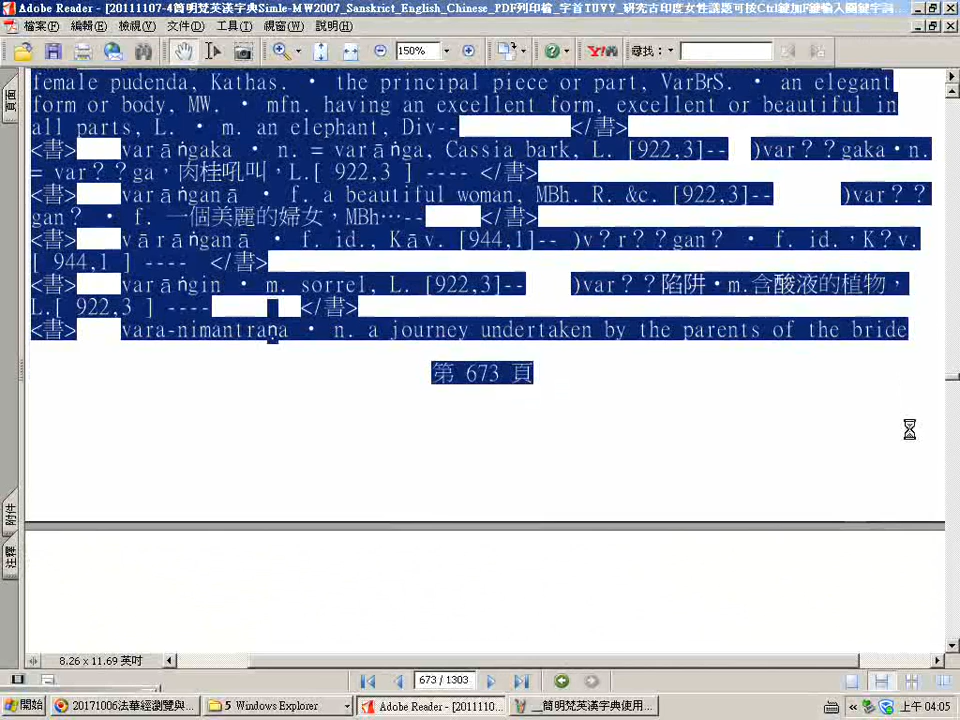 Adobe Reader - [20111107-4簡明梵英漢字典Simle-MW2007_Sanskrict_English_Chinese_PDF列印檔_字首TUVY_研究古印度女性議題可按Ctrl鍵加F鍵輸入關鍵字詞...
檔案(F) 編輯(E) 檢視(V) 文件(D) 工具(T) 視窗(W) 說明(H)
150% 尋找：
頁面
female pudenda, Kathas. • the principal piece or part, VarBṛS. • an elegant
form or body, MW. • mfn. having an excellent form, excellent or beautiful in
all parts, L. • m. an elephant, Div-- </書>
<書> varāṅgaka • n. = varāṅga, Cassia bark, L. [922,3]-- )var？？gaka•n.
= var？？ga，肉桂吼叫，L.[ 922,3 ] ---- </書>
<書> varāṅganā • f. a beautiful woman, MBh. R. &c. [922,3]-- )var？？
gan？ • f. 一個美麗的婦女，MBh…-- </書>
<書> vārāṅganā • f. id., Kāv. [944,1]-- )v？r？？gan？ • f. id.，K？v.
[ 944,1 ] ---- </書>
<書> varāṅgin • m. sorrel, L. [922,3]-- )var？？陷阱•m.含酸液的植物，
L.[ 922,3 ] ---- </書>
<書> vara-nimantraṇa • n. a journey undertaken by the parents of the bride
第 673 頁
附件
注釋
8.26 x 11.69 英吋
673 / 1303
開始 20171006法華經瀏覽與... 5 Windows Explorer Adobe Reader - [20111... __簡明梵英漢字典使用... 上午 04:05